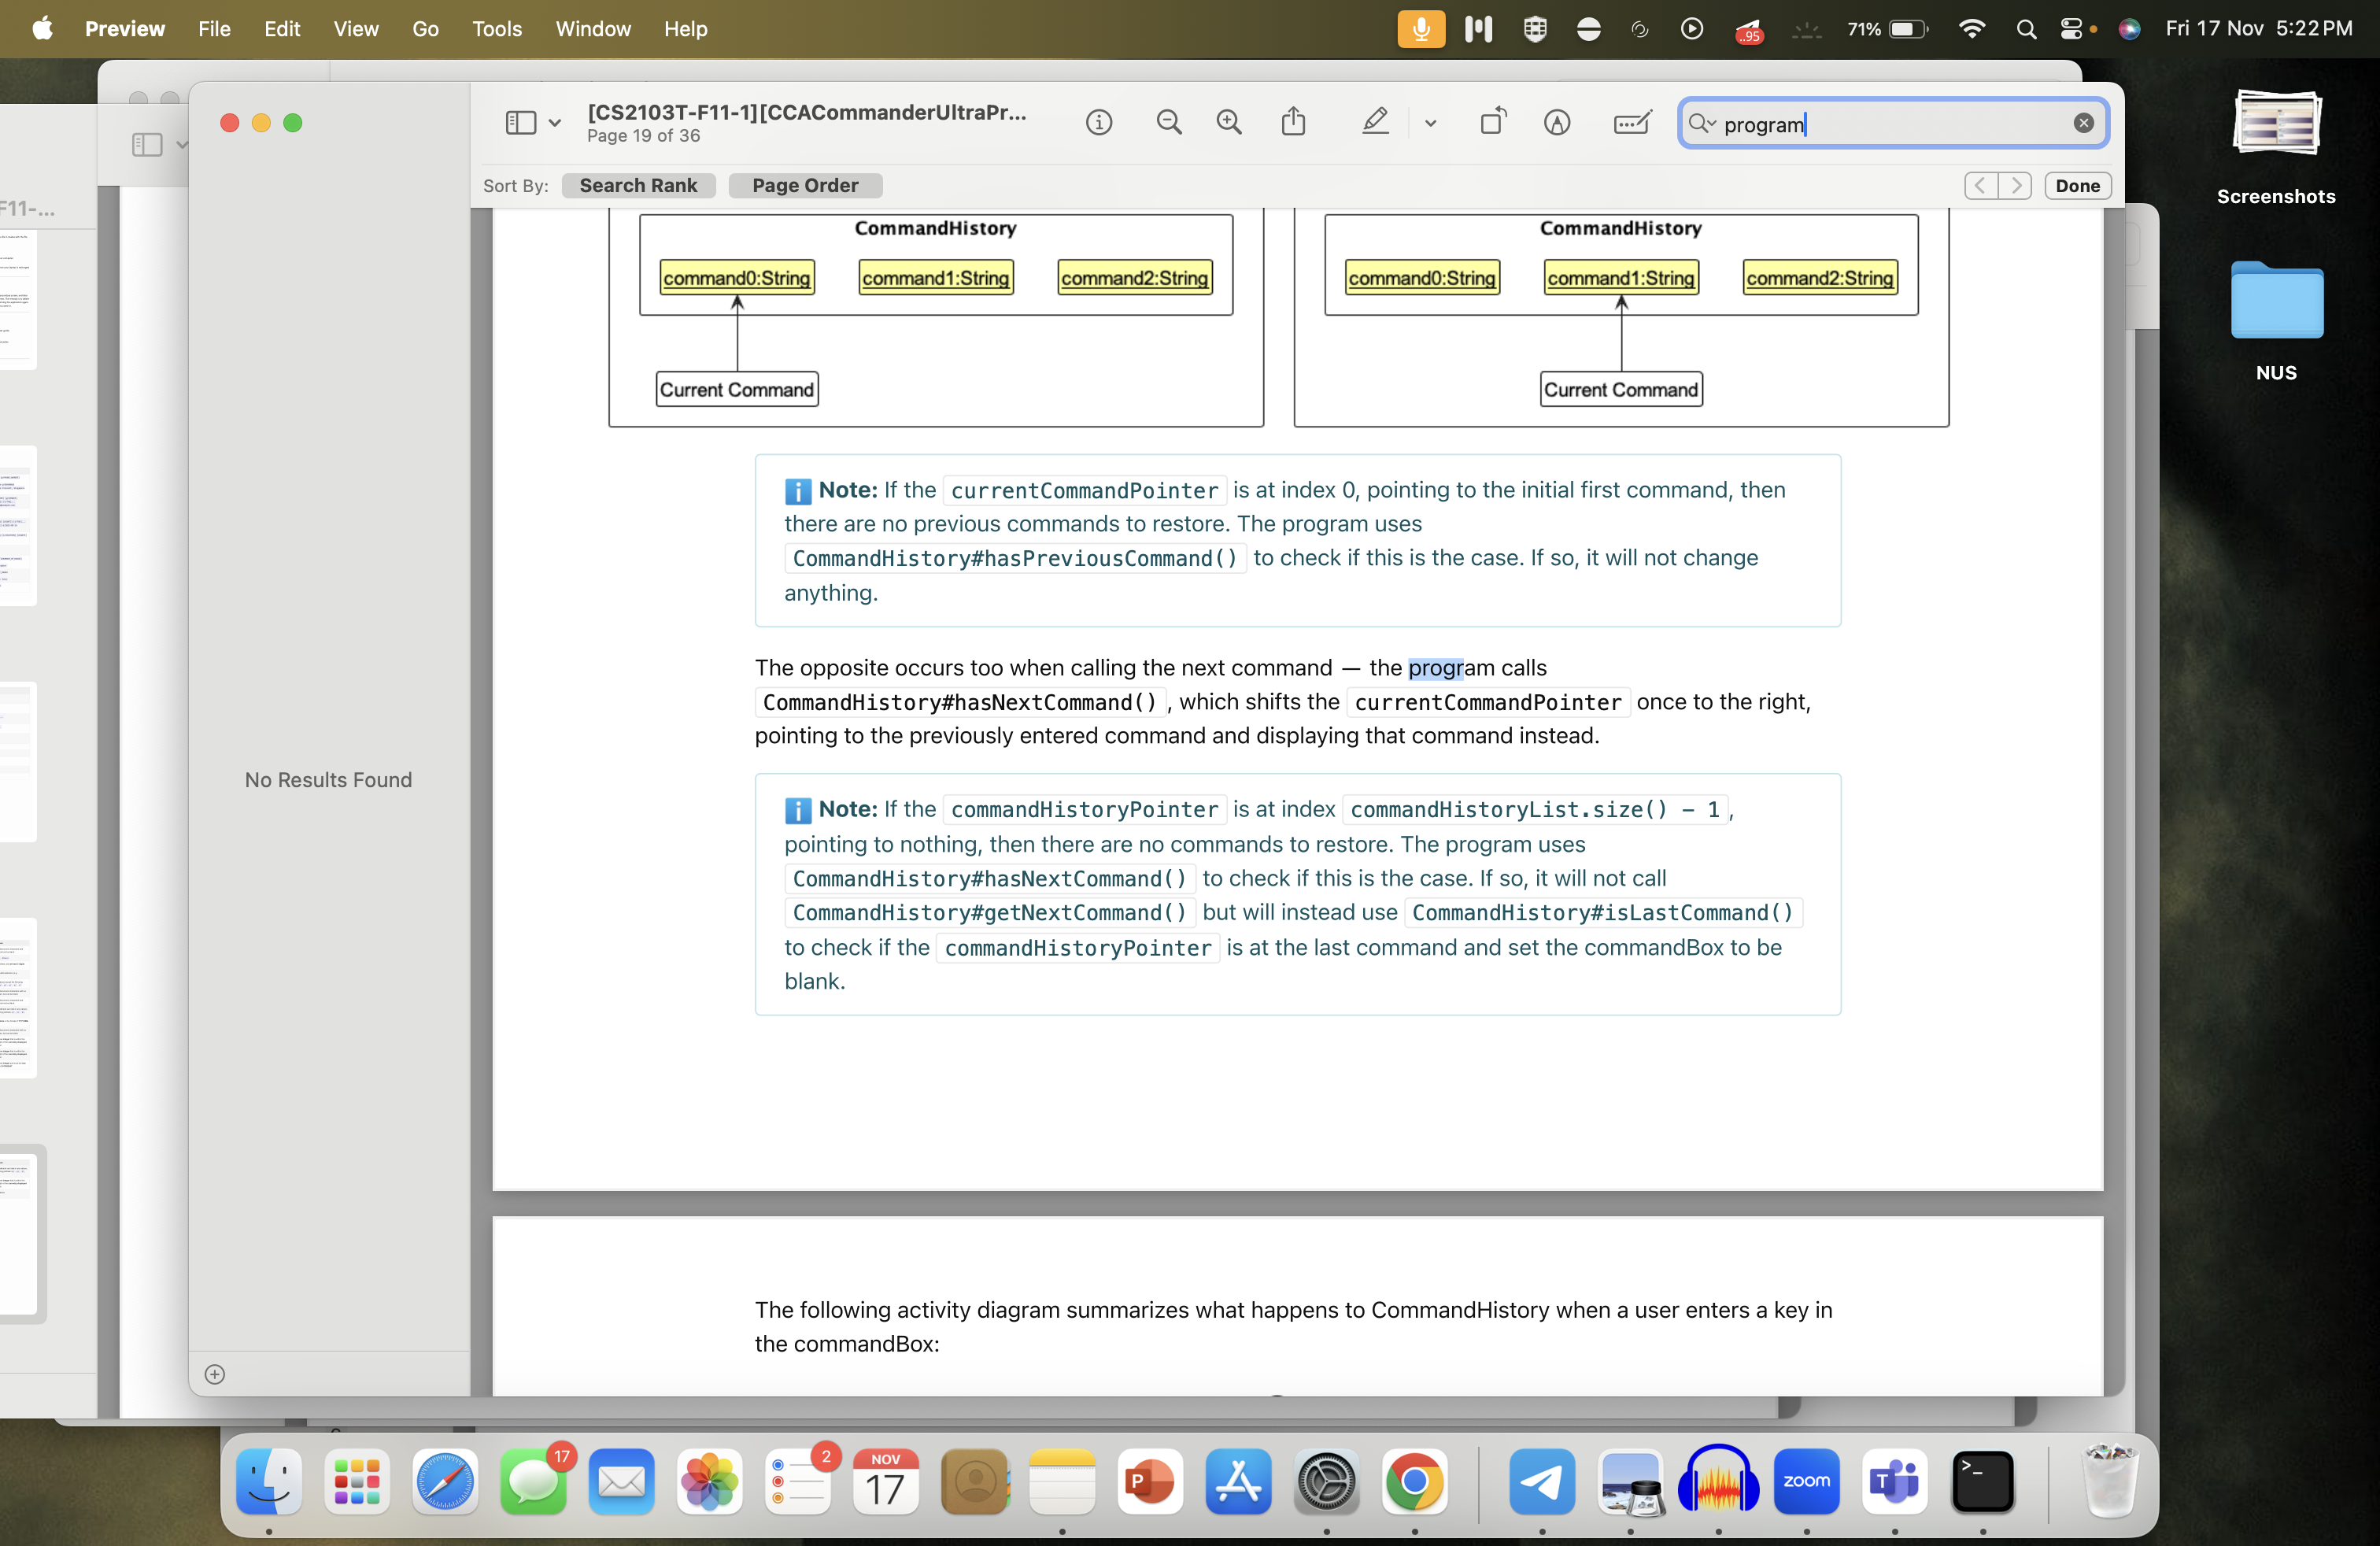 Preview File Edit View Go Tools Window Help
..95
71%
Fri 17 Nov 5:22 PM
F11-...
[CS2103T-F11-1][CCACommanderUltraPr...
Page 19 of 36
program
Sort By: Search Rank Page Order
Done
Screenshots
NUS
No Results Found
CommandHistory
command0:String command1:String command2:String
Current Command
CommandHistory
command0:String command1:String command2:String
Current Command
Note: If the currentCommandPointer is at index 0, pointing to the initial first command, then
there are no previous commands to restore. The program uses
CommandHistory#hasPreviousCommand() to check if this is the case. If so, it will not change
anything.
The opposite occurs too when calling the next command — the program calls
CommandHistory#hasNextCommand() , which shifts the currentCommandPointer once to the right,
pointing to the previously entered command and displaying that command instead.
Note: If the commandHistoryPointer is at index commandHistoryList.size() - 1 ,
pointing to nothing, then there are no commands to restore. The program uses
CommandHistory#hasNextCommand() to check if this is the case. If so, it will not call
CommandHistory#getNextCommand() but will instead use CommandHistory#isLastCommand()
to check if the commandHistoryPointer is at the last command and set the commandBox to be
blank.
The following activity diagram summarizes what happens to CommandHistory when a user enters a key in
the commandBox:
17
2
NOV
17
P
zoom
T
>_